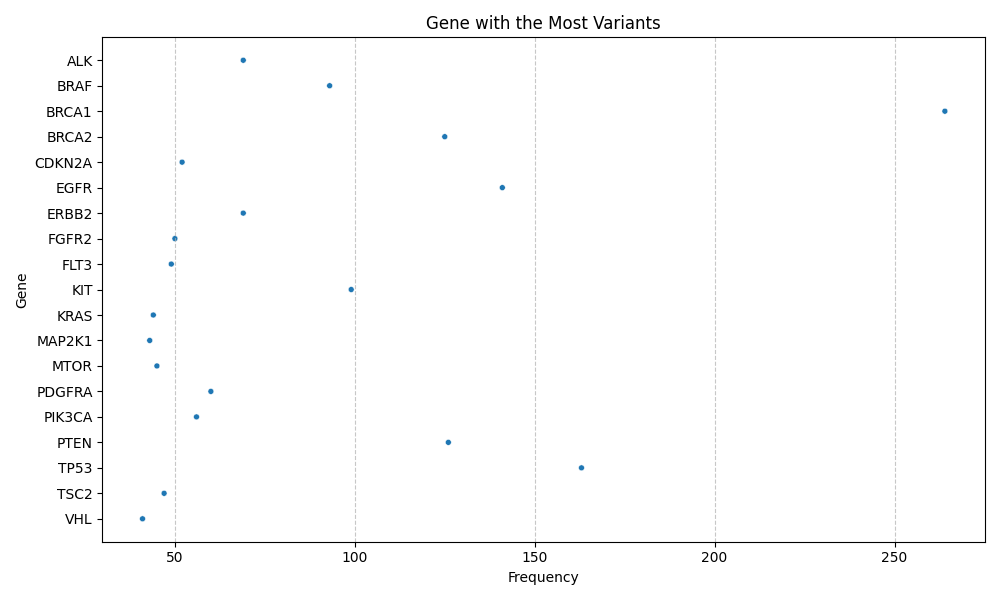 Gene with the Most Variants
Gene
ALK
BRAF
BRCA1
BRCA2
CDKN2A
EGFR
ERBB2
FGFR2
FLT3
KIT
KRAS
MAP2K1
MTOR
PDGFRA
PIK3CA
PTEN
TP53
TSC2
VHL
50 100 150 200 250
Frequency